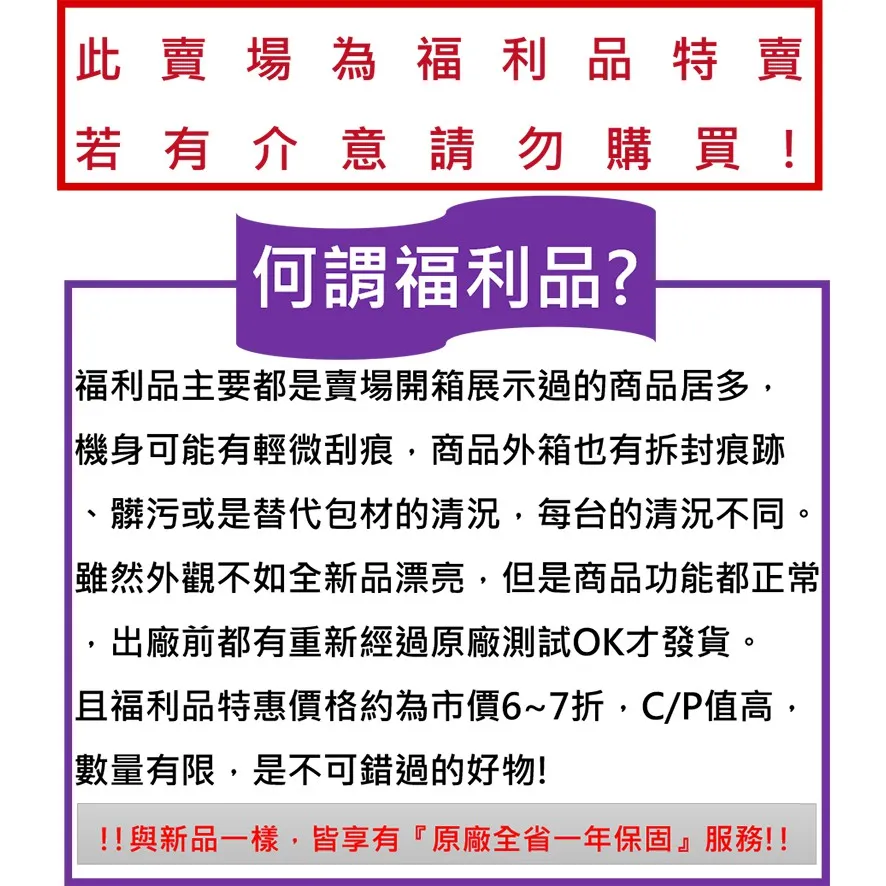 此賣場為福利品特賣
若有介意請勿購買!
何謂福利品?
福利品主要都是賣場開箱展示過的商品居多，
機身可能有輕微刮痕，商品外箱也有拆封痕跡
、髒污或是替代包材的清況，每台的清況不同。
雖然外觀不如全新品漂亮，但是商品功能都正常
，出廠前都有重新經過原廠測試OK才發貨。
且福利品特惠價格約為市價6~7折，C/P值高，
數量有限，是不可錯過的好物!
!!與新品一樣，皆享有『原廠全省一年保固』服務!!